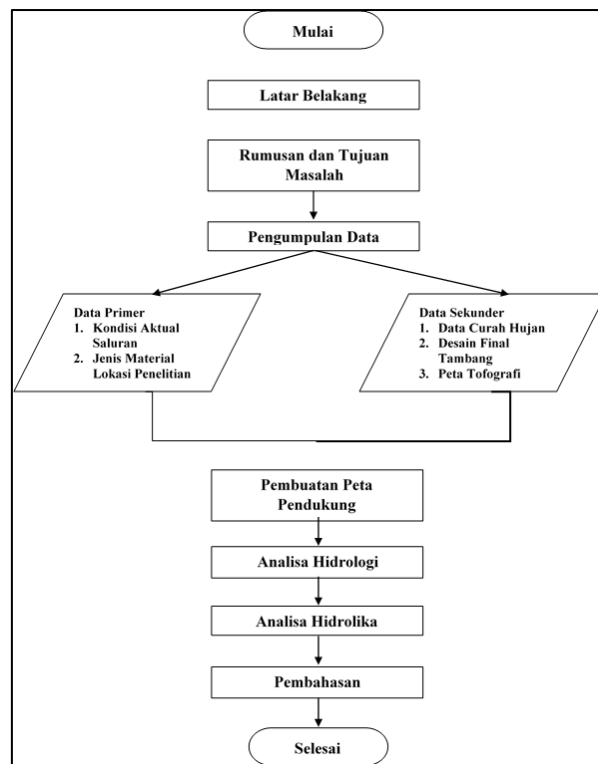 Mulai
Latar Belakang
Rumusan dan Tujuan
Masalah
Pengumpulan Data
Data Primer
1. Kondisi Aktual
Saluran
2. Jenis Material
Lokasi Penelitian
Data Sekunder
1. Data Curah Hujan
2. Desain Final
Tambang
3. Peta Tofografi
Pembuatan Peta
Pendukung
Analisa Hidrologi
Analisa Hidrolika
Pembahasan
Selesai